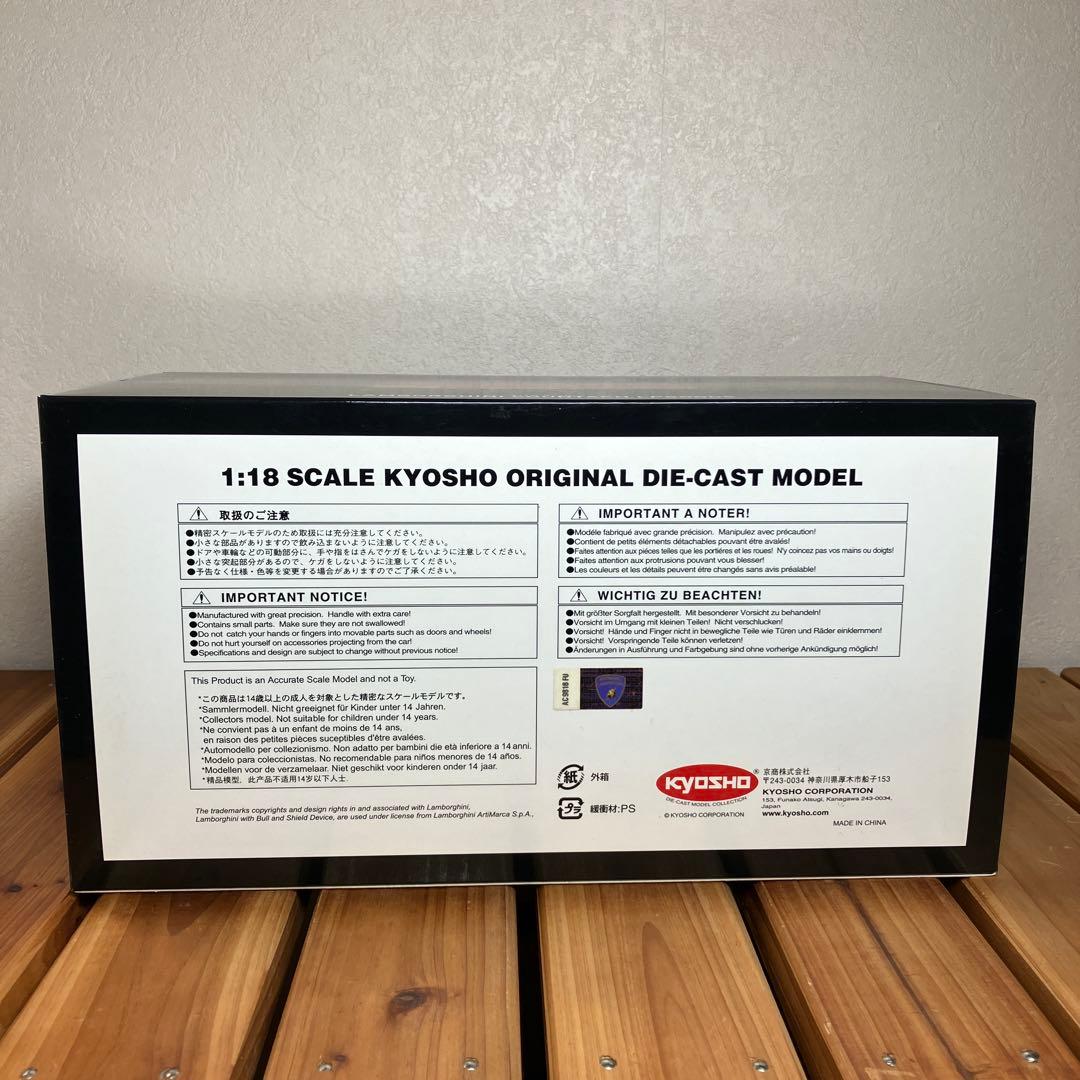 1:18 SCALE KYOSHO ORIGINAL DIE-CAST MODEL
取扱のご注意
●精密スケールモデルのため取扱には充分注意してください。
●小さな部品がありますので飲み込まないように注意してください。
●ドアや車輪などの可動部分に、手や指をはさんでケガをしないように注意してください。
●小さな突起部分があるので、ケガをしないように注意してください。
●予告なく仕様・色等を変更する場合がありますのでご了承ください。
IMPORTANT NOTICE!
●Manufactured with great precision. Handle with extra care!
●Contains small parts. Make sure they are not swallowed!
●Do not catch your hands or fingers into movable parts such as doors and wheels!
●Do not hurt yourself on accessories projecting from the car!
●Specifications and design are subject to change without previous notice!
This Product is an Accurate Scale Model and not a Toy.
*この商品は14歳以上の成人を対象とした精密なスケールモデルです。
*Sammlermodell. Nicht greeignet für Kinder unter 14 Jahren.
*Collectors model. Not suitable for children under 14 years.
*Ne convient pàs à un enfant de moins de 14 ans,
en raison des petites pièces suceptibles d'être avalées.
*Automodello per collezionismo. Non adatto per bambini die età inferiore a 14 anni.
*Modelo para coleccionistas. No recomendable para niños menores de 14 años.
*Modellen voor de verzamelaar. Niet geschikt voor kinderen onder 14 jaar.
*精品模型, 此产品不适用14岁以下人士.
The trademarks copyrights and design rights in and associated with Lamborghini,
Lamborghini with Bull and Shield Device, are used under license from Lamborghini ArtiMarca S.p.A.,
IMPORTANT A NOTER!
●Modéle fabriqué avec grande précision. Manipulez avec précaution!
●Contient de petits éléments détachables pouvant être avalés!
●Faites attention aux piéces telles que les portiéres et les roues! N'y coincez pas vos mains ou doigts!
●Faites attention aux protrusions pouvant vous blesser!
●Les couleurs et les détails peuvent étre changés sans avis préalable!
WICHTIG ZU BEACHTEN!
●Mit größter Sorgfalt hergestellt. Mit besonderer Vorsicht zu behandeln!
●Vorsicht im Umgang mit kleinen Teilen! Nicht verschlucken!
●Vorsicht! Hände und Finger nicht in bewegliche Teile wie Türen und Räder einklemmen!
●Vorsicht! Vorspringende Teile können verletzen!
●Änderungen in Ausführung und Farbgebung sind ohne vorherige Ankündigung möglich!
AC9818 FU
紙 外箱
プラ 緩衝材:PS
KYOSHO®
DIE-CAST MODEL COLLECTION
© KYOSHO CORPORATION
京商株式会社
〒243-0034 神奈川県厚木市船子153
KYOSHO CORPORATION
153, Funako Atsugi, Kanagawa 243-0034,
Japan
www.kyosho.com
MADE IN CHINA